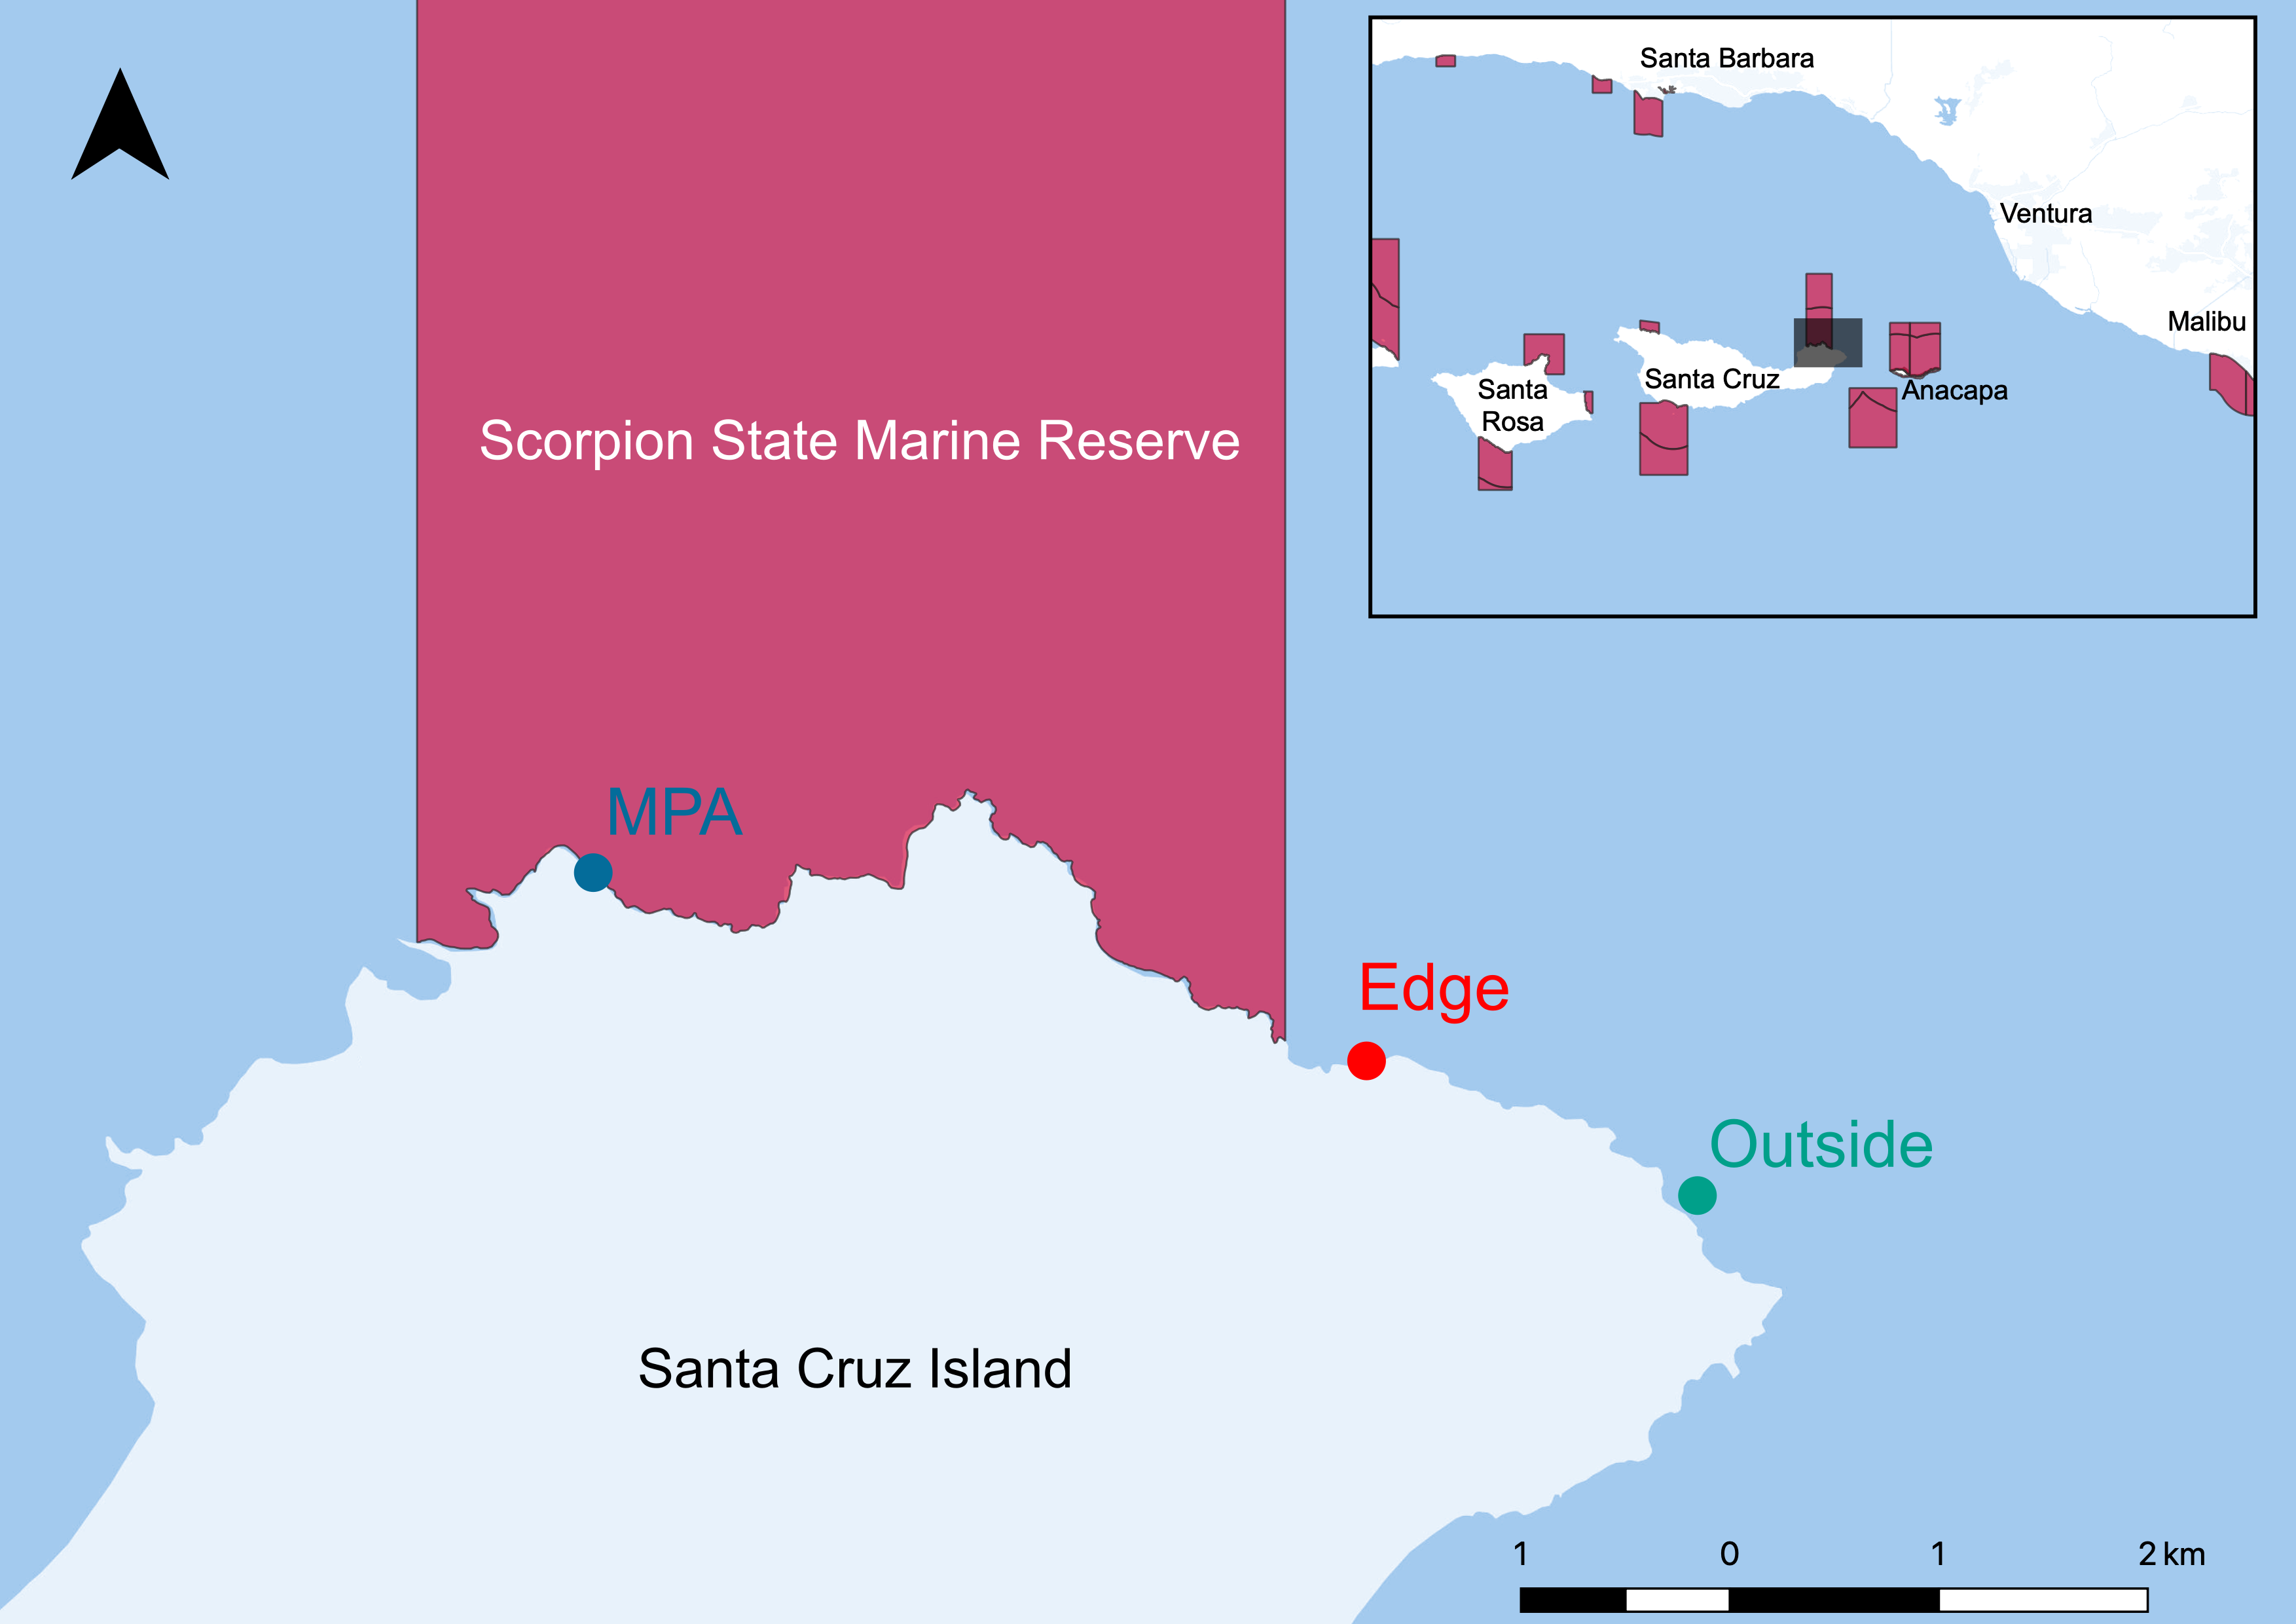 Santa Barbara
Ventura
Malibu
Santa Cruz
Anacapa
Santa
Rosa
Scorpion State Marine Reserve
MPA
Edge
Outside
Santa Cruz Island
1 0 1 2 km